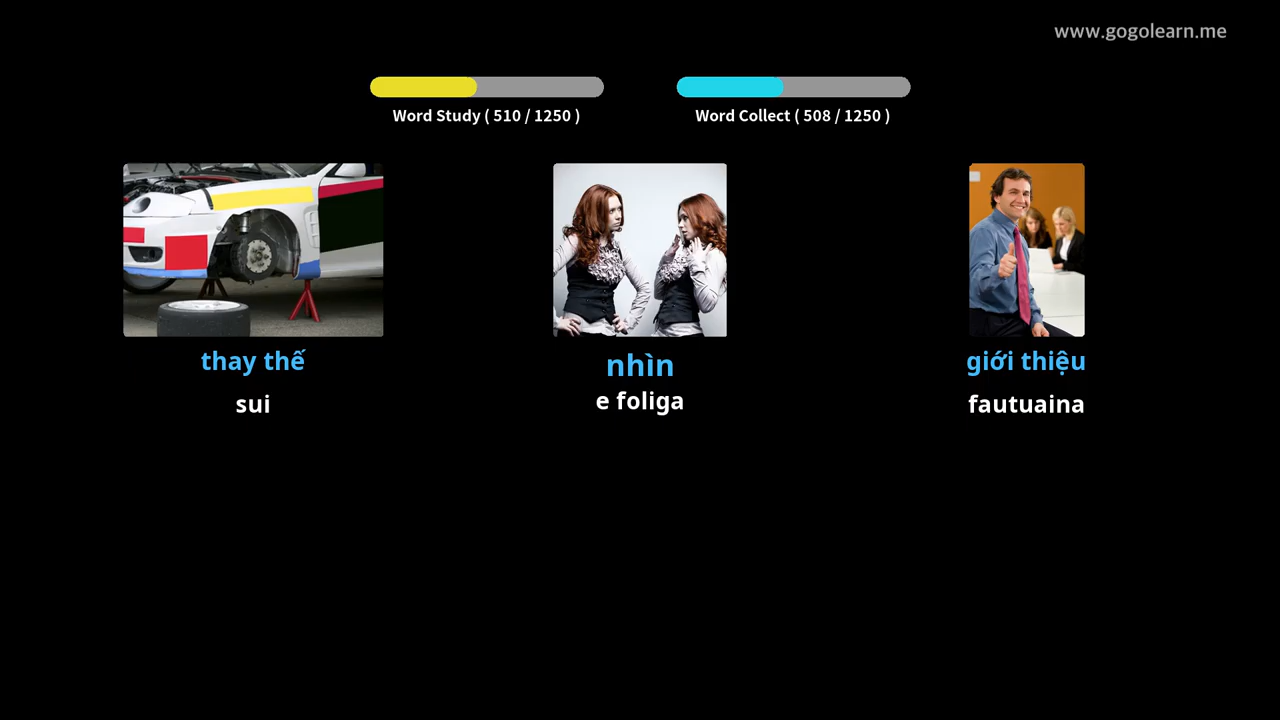 www.gogolearn.me
Word Study ( 510 / 1250 )
Word Collect ( 508 / 1250 )
thay thế
sui
nhìn
e foliga
giới thiệu
fautuaina